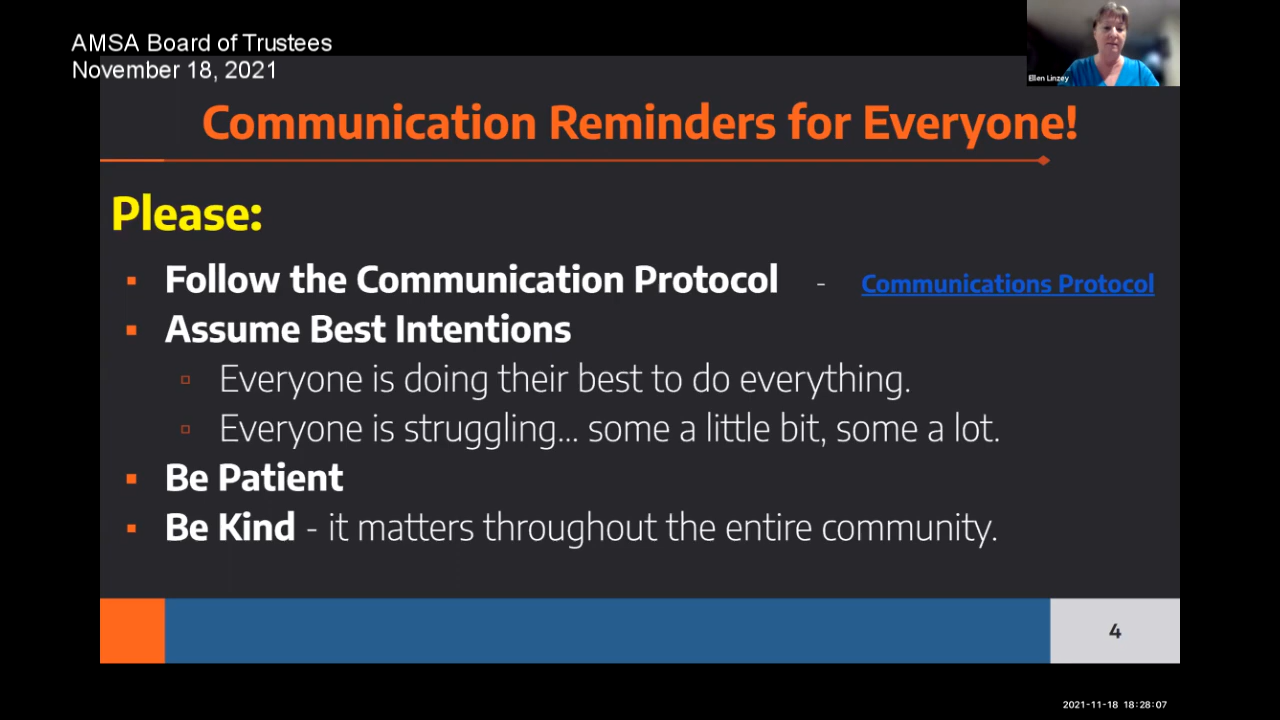 AMSA Board of Trustees
November 18, 2021
Ellen Linzey
Communication Reminders for Everyone!
Please:
▪ Follow the Communication Protocol - Communications Protocol
▪ Assume Best Intentions
▫ Everyone is doing their best to do everything.
▫ Everyone is struggling... some a little bit, some a lot.
▪ Be Patient
▪ Be Kind - it matters throughout the entire community.
4
2021-11-18 18:28:07